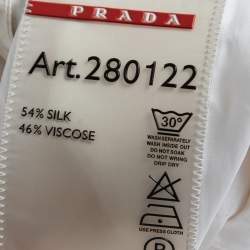 PRADA
Art.280122
54% SILK
46% VISCOSE
30°
WASH SEPARATELY
WASH INSIDE OUT
DO NOT SOAK
DO NOT WRING
DRIP DRY
USE PRESS CLOTH
P